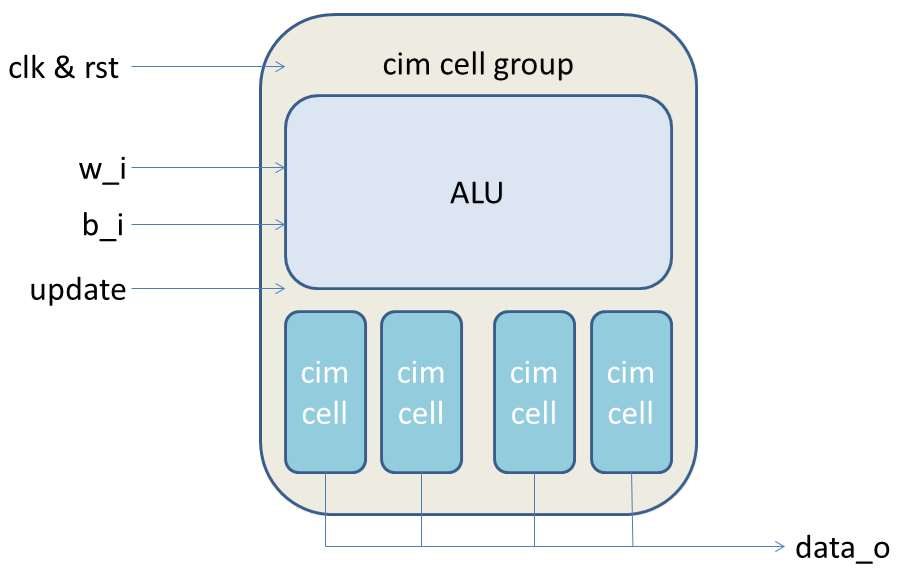 clk & rst
cim cell group
w_i
ALU
b_i
update
cim
cell
cim
cell
cim
cell
cim
cell
data_o